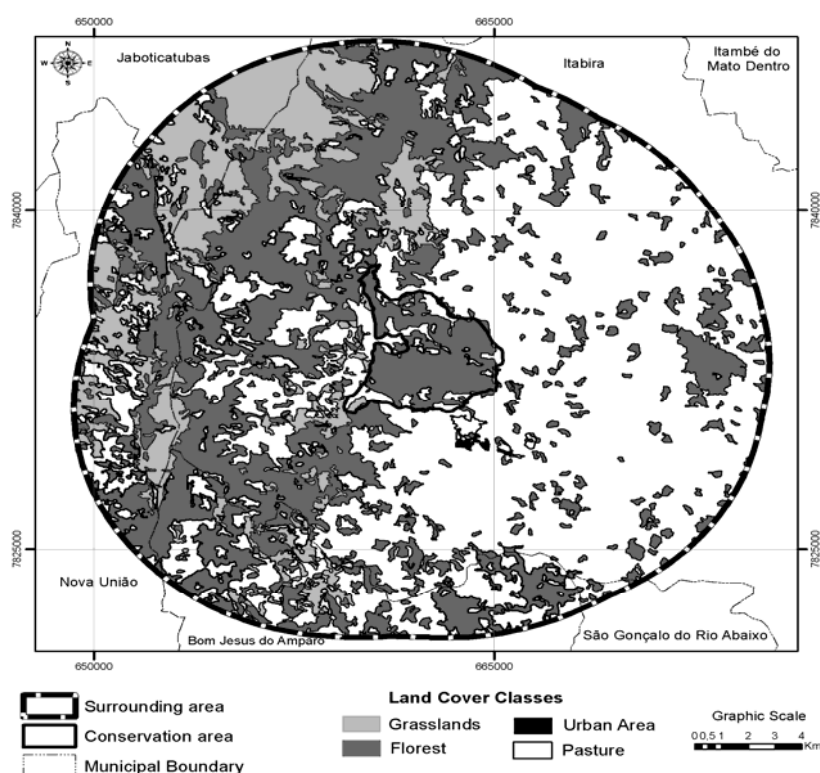 650000 665000
N
W E
S
Jaboticatubas
Itabira
Itambé do
Mato Dentro
7840000 7840000
7825000 7825000
Nova União
Bom Jesus do Amparo
São Gonçalo do Rio Abaixo
650000 665000
Surrounding area
Conservation area
Municipal Boundary
Land Cover Classes
Grasslands
Florest
Urban Area
Pasture
Graphic Scale
0 0,5 1 2 3 4
Km